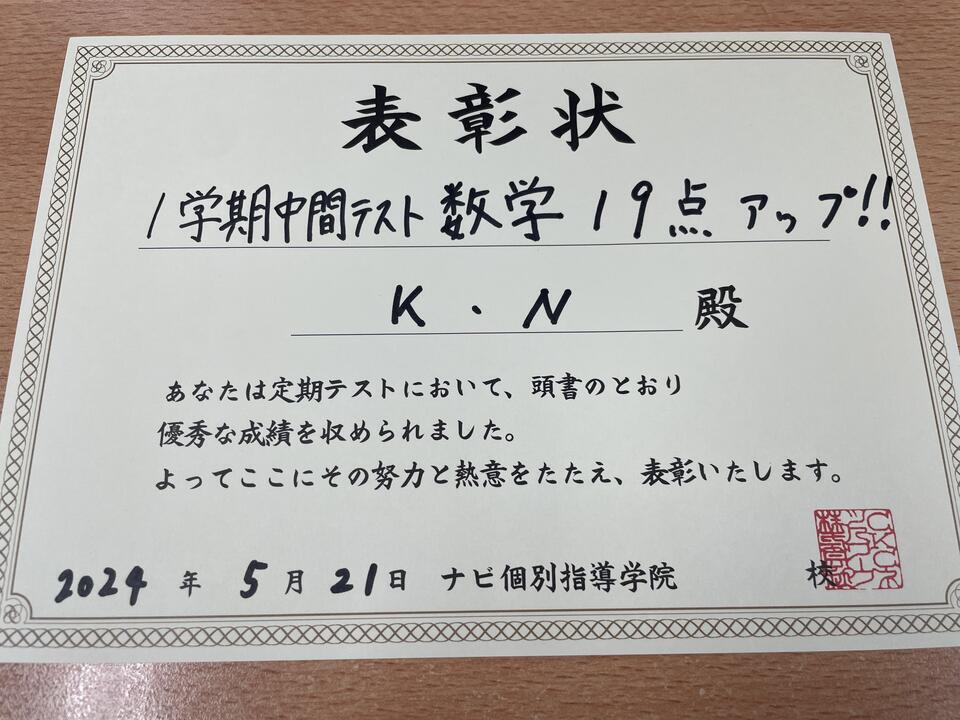 表彰状
1学期中間テスト 数学 19点 アップ!!
K・N 殿
あなたは定期テストにおいて、頭書のとおり
優秀な成績を収められました。
よってここにその努力と熱意をたたえ、表彰いたします。
2024 年 5 月 21 日 ナビ個別指導学院 校